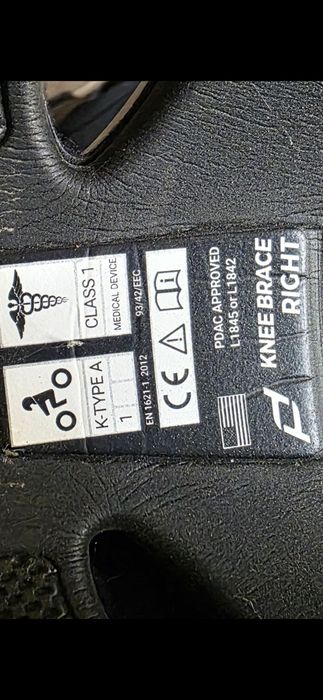 CLASS 1
MEDICAL DEVICE
93/42/EEC
K-TYPE A
1
EN 1621-1, 2012
CE
PDAC APPROVED
L1845 or L1842
KNEE BRACE
RIGHT